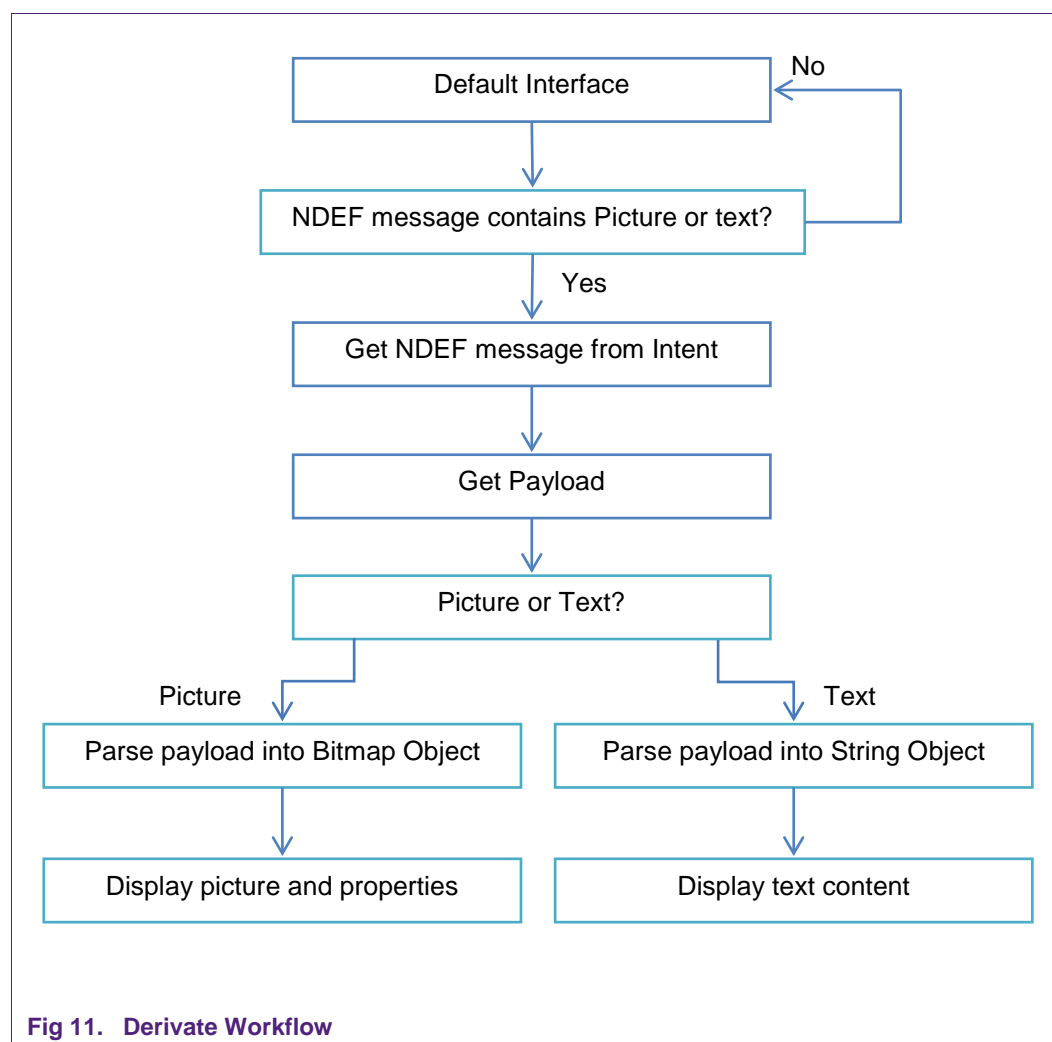 Default Interface
No
NDEF message contains Picture or text?
Yes
Get NDEF message from Intent
Get Payload
Picture or Text?
Picture
Text
Parse payload into Bitmap Object
Parse payload into String Object
Display picture and properties
Display text content
Fig 11. Derivate Workflow